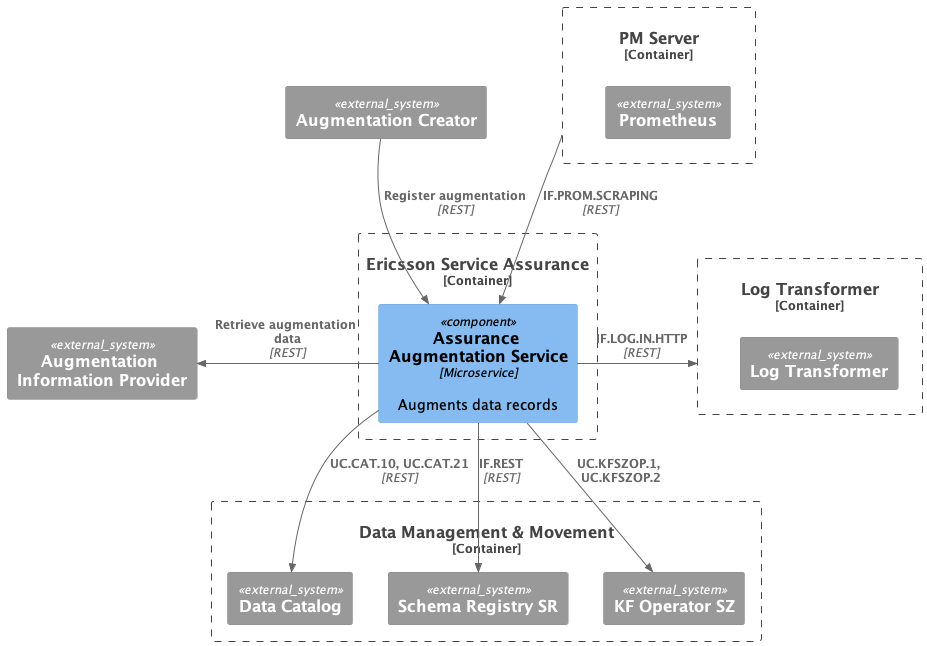 PM Server
[Container]
«external_system»
Prometheus
«external_system»
Augmentation Creator
Register augmentation
[REST]
IF.PROM.SCRAPING
[REST]
Ericsson Service Assurance
[Container]
«component»
Assurance
Augmentation Service
[Microservice]
Augments data records
Log Transformer
[Container]
«external_system»
Log Transformer
IF.LOG.IN.HTTP
[REST]
Retrieve augmentation
data
[REST]
«external_system»
Augmentation
Information Provider
UC.CAT.10, UC.CAT.21
[REST]
IF.REST
[REST]
UC.KFSZOP.1,
UC.KFSZOP.2
Data Management & Movement
[Container]
«external_system»
Data Catalog
«external_system»
Schema Registry SR
«external_system»
KF Operator SZ